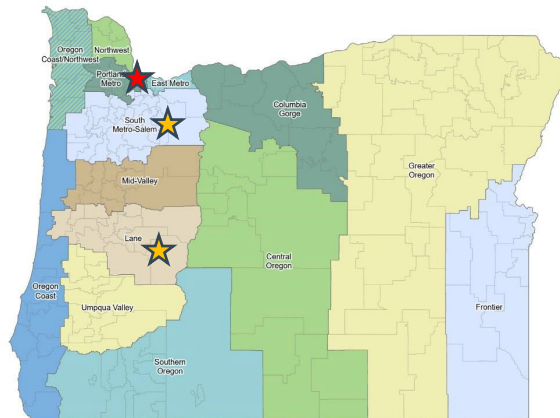 Oregon
Coast/Northwest
Northwest
Portland
Metro
East Metro
South
Metro-Salem
Columbia
Gorge
Greater
Oregon
Mid-Valley
Lane
Central
Oregon
Oregon
Coast
Umpqua Valley
Frontier
Southern
Oregon